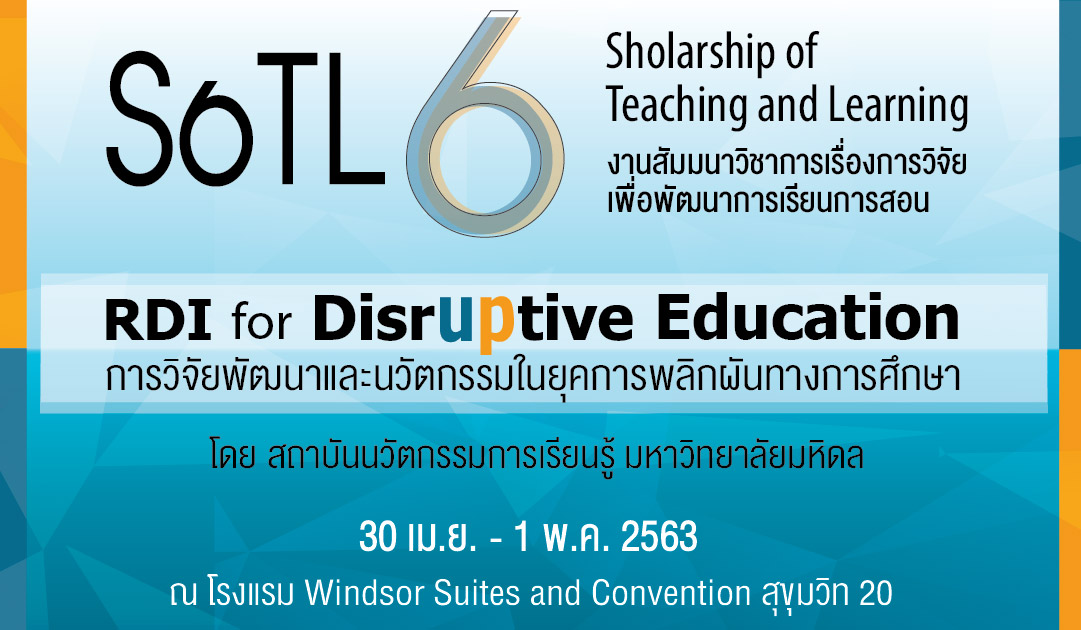 SoTL 6
Sholarship of
Teaching and Learning
งานสัมมนาวิชาการเรื่องการวิจัย
เพื่อพัฒนาการเรียนการสอน
RDI for Disruptive Education
การวิจัยพัฒนาและนวัตกรรมในยุคการพลิกผันทางการศึกษา
โดย สถาบันนวัตกรรมการเรียนรู้ มหาวิทยาลัยมหิดล
30 เม.ย. - 1 พ.ค. 2563
ณ โรงแรม Windsor Suites and Convention สุขุมวิท 20